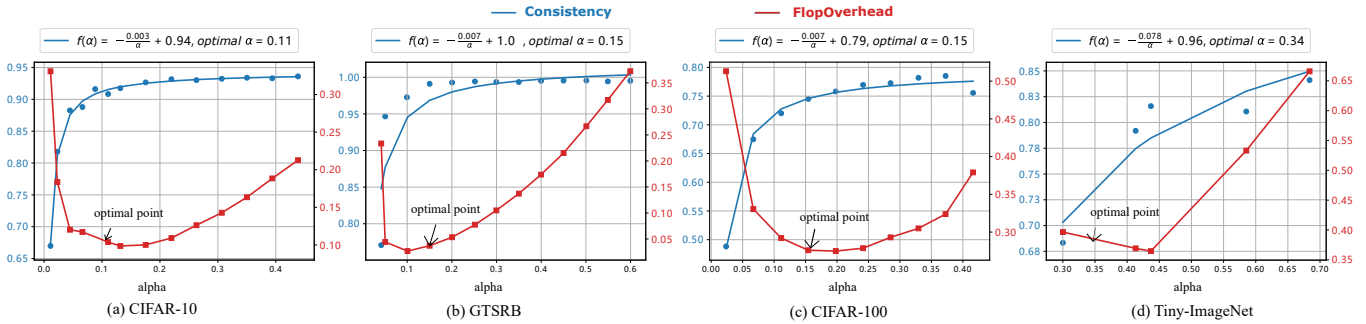 Consistency FlopOverhead
f(α) = −0.003/α + 0.94, optimal α = 0.11
0.95
0.90
0.85
0.80
0.75
0.70
0.65
0.30
0.25
0.20
0.15
0.10
optimal point
0.0 0.1 0.2 0.3 0.4
alpha
(a) CIFAR-10
f(α) = −0.007/α + 1.0 , optimal α = 0.15
1.00
0.95
0.90
0.85
0.80
0.35
0.30
0.25
0.20
0.15
0.10
0.05
optimal point
0.1 0.2 0.3 0.4 0.5 0.6
alpha
(b) GTSRB
f(α) = −0.007/α + 0.79, optimal α = 0.15
0.80
0.75
0.70
0.65
0.60
0.55
0.50
0.50
0.45
0.40
0.35
0.30
optimal point
0.00 0.05 0.10 0.15 0.20 0.25 0.30 0.35 0.40
alpha
(c) CIFAR-100
f(α) = −0.078/α + 0.96, optimal α = 0.34
0.85
0.82
0.80
0.78
0.75
0.72
0.70
0.68
0.65
0.60
0.55
0.50
0.45
0.40
0.35
optimal point
0.30 0.35 0.40 0.45 0.50 0.55 0.60 0.65 0.70
alpha
(d) Tiny-ImageNet